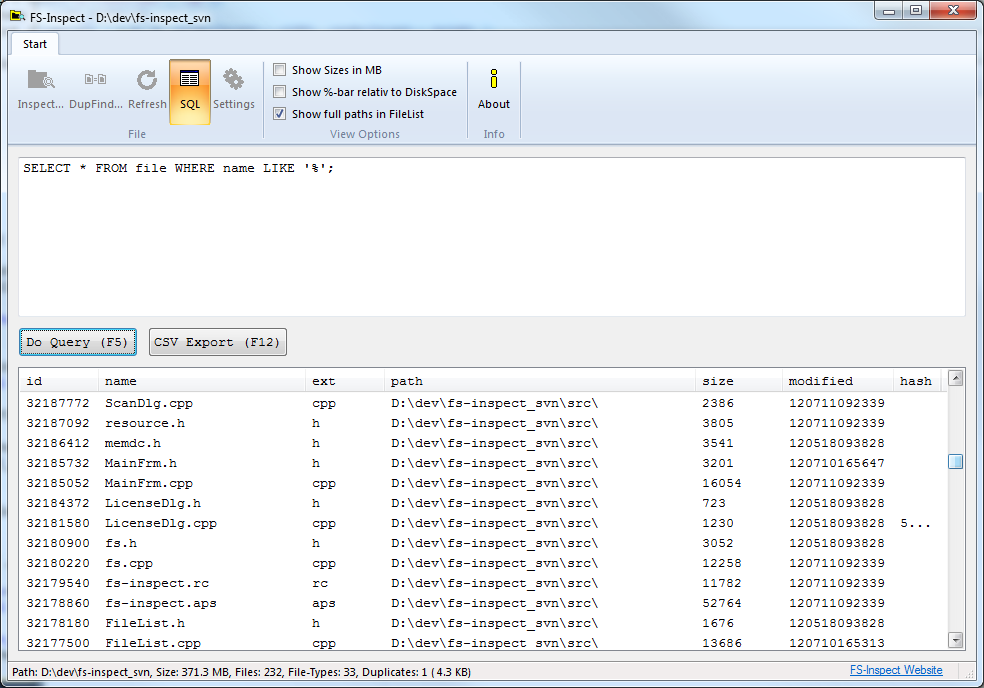 FS-Inspect - D:\dev\fs-inspect_svn
Start
Inspect... DupFind... Refresh SQL Settings
File
Show Sizes in MB
Show %-bar relativ to DiskSpace
Show full paths in FileList
View Options
About
Info
SELECT * FROM file WHERE name LIKE '%';
Do Query (F5) CSV Export (F12)
id name ext path size modified hash
32187772 ScanDlg.cpp cpp D:\dev\fs-inspect_svn\src\ 2386 120711092339
32187092 resource.h h D:\dev\fs-inspect_svn\src\ 3805 120711092339
32186412 memdc.h h D:\dev\fs-inspect_svn\src\ 3541 120518093828
32185732 MainFrm.h h D:\dev\fs-inspect_svn\src\ 3201 120710165647
32185052 MainFrm.cpp cpp D:\dev\fs-inspect_svn\src\ 16054 120711092339
32184372 LicenseDlg.h h D:\dev\fs-inspect_svn\src\ 723 120518093828
32181580 LicenseDlg.cpp cpp D:\dev\fs-inspect_svn\src\ 1230 120518093828 5...
32180900 fs.h h D:\dev\fs-inspect_svn\src\ 3052 120518093828
32180220 fs.cpp cpp D:\dev\fs-inspect_svn\src\ 12258 120711092339
32179540 fs-inspect.rc rc D:\dev\fs-inspect_svn\src\ 11782 120711092339
32178860 fs-inspect.aps aps D:\dev\fs-inspect_svn\src\ 52764 120711092339
32178180 FileList.h h D:\dev\fs-inspect_svn\src\ 1676 120518093828
32177500 FileList.cpp cpp D:\dev\fs-inspect_svn\src\ 13686 120710165313
Path: D:\dev\fs-inspect_svn, Size: 371.3 MB, Files: 232, File-Types: 33, Duplicates: 1 ( 4.3 KB) FS-Inspect Website